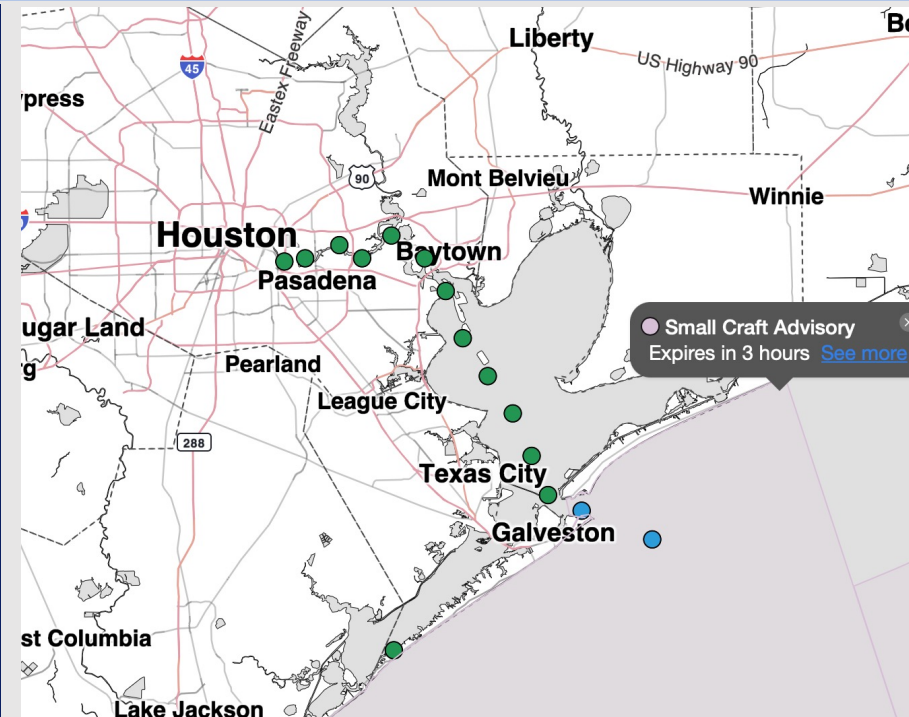 Liberty
Be
US Highway 90
45
Eastex Freeway
ypress
90
Mont Belvieu
Winnie
Houston
Baytown
Pasadena
ugar Land
Small Craft Advisory
Expires in 3 hours See more
g
Pearland
League City
288
Texas City
Galveston
st Columbia
Lake Jackson